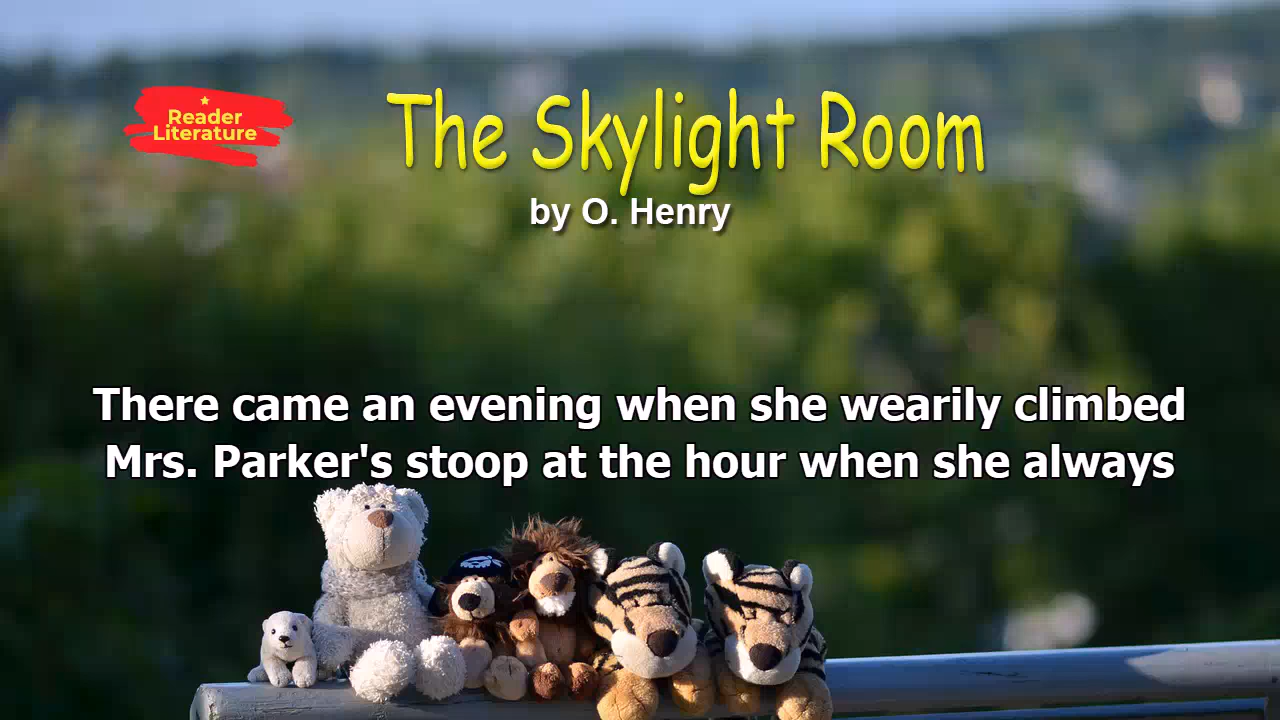 Reader
Literature
The Skylight Room
by O. Henry
There came an evening when she wearily climbed
Mrs. Parker's stoop at the hour when she always